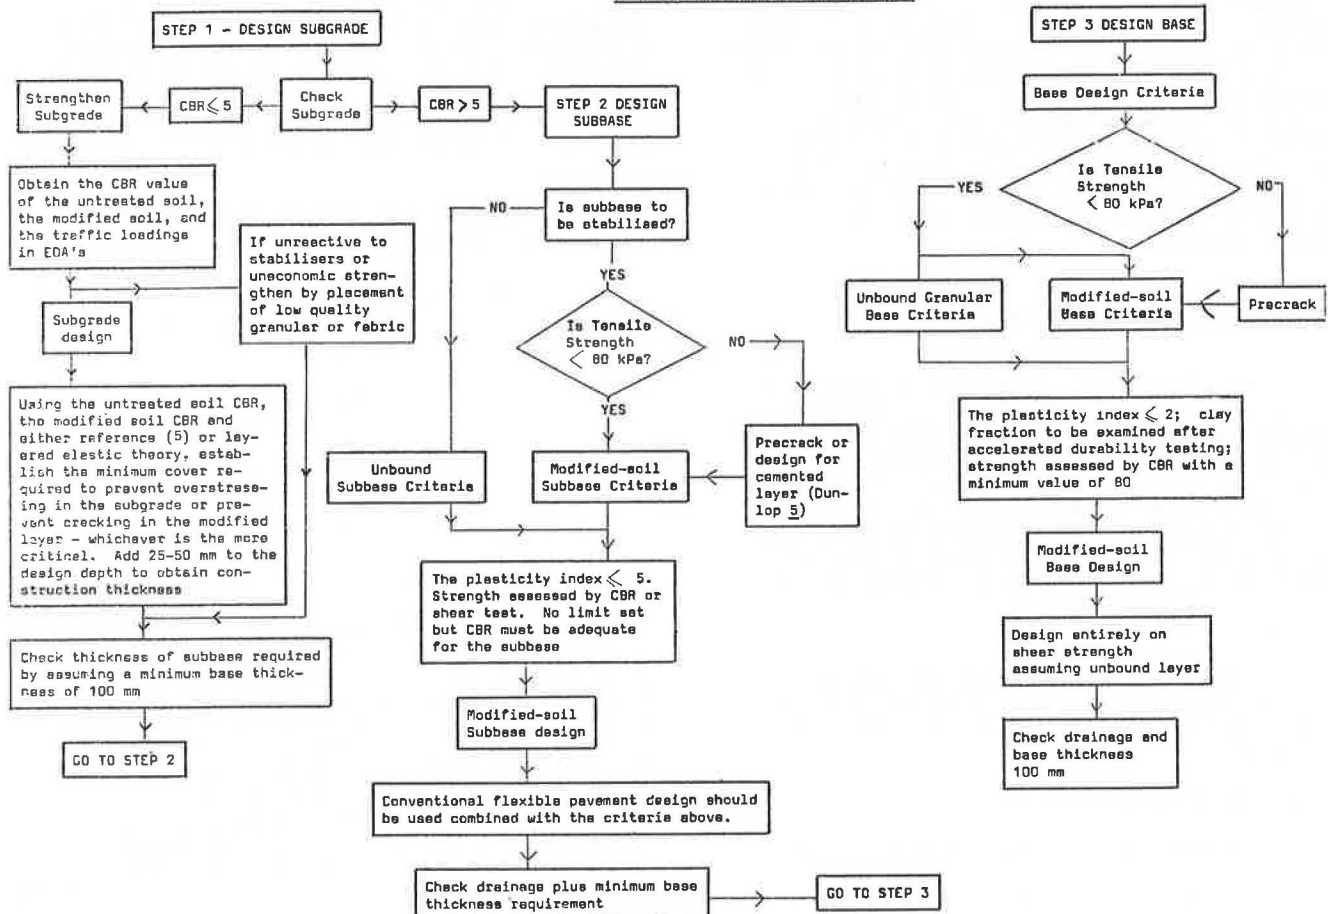 STEP 1 - DESIGN SUBGRADE
Strengthen
Subgrade
CBR ⩽ 5
Check
Subgrade
CBR > 5
Obtain the CBR value
of the untreated soil,
the modified soil, and
the traffic loadings
in EDA's
If unreactive to
stabilisers or
uneconomic stren-
gthen by placement
of low quality
granular or fabric
Subgrade
design
Using the untreated soil CBR,
the modified soil CBR and
either reference (5) or lay-
ered elastic theory, estab-
lish the minimum cover re-
quired to prevent overstress-
ing in the subgrade or pre-
vent cracking in the modified
layer - whichever is the more
critical. Add 25-50 mm to the
design depth to obtain con-
struction thickness
Check thickness of subbase required
by assuming a minimum base thick-
ness of 100 mm
GO TO STEP 2
STEP 2 DESIGN
SUBBASE
Is subbase to
be stabilised?
NO
YES
Is Tensile
Strength
< 80 kPa?
NO
YES
Precrack or
design for
cemented
layer (Dun-
lop 5)
Unbound
Subbase Criteria
Modified-soil
Subbase Criteria
The plasticity index ⩽ 5.
Strength assessed by CBR or
shear test. No limit set
but CBR must be adequate
for the subbase
Modified-soil
Subbase design
Conventional flexible pavement design should
be used combined with the criteria above.
Check drainage plus minimum base
thickness requirement
GO TO STEP 3
STEP 3 DESIGN BASE
Base Design Criteria
Is Tensile
Strength
< 80 kPa?
YES
NO
Unbound Granular
Base Criteria
Modified-soil
Base Criteria
Precrack
The plasticity index ⩽ 2; clay
fraction to be examined after
accelerated durability testing;
strength assessed by CBR with a
minimum value of 80
Modified-soil
Base Design
Design entirely on
shear strength
assuming unbound layer
Check drainage and
base thickness
100 mm